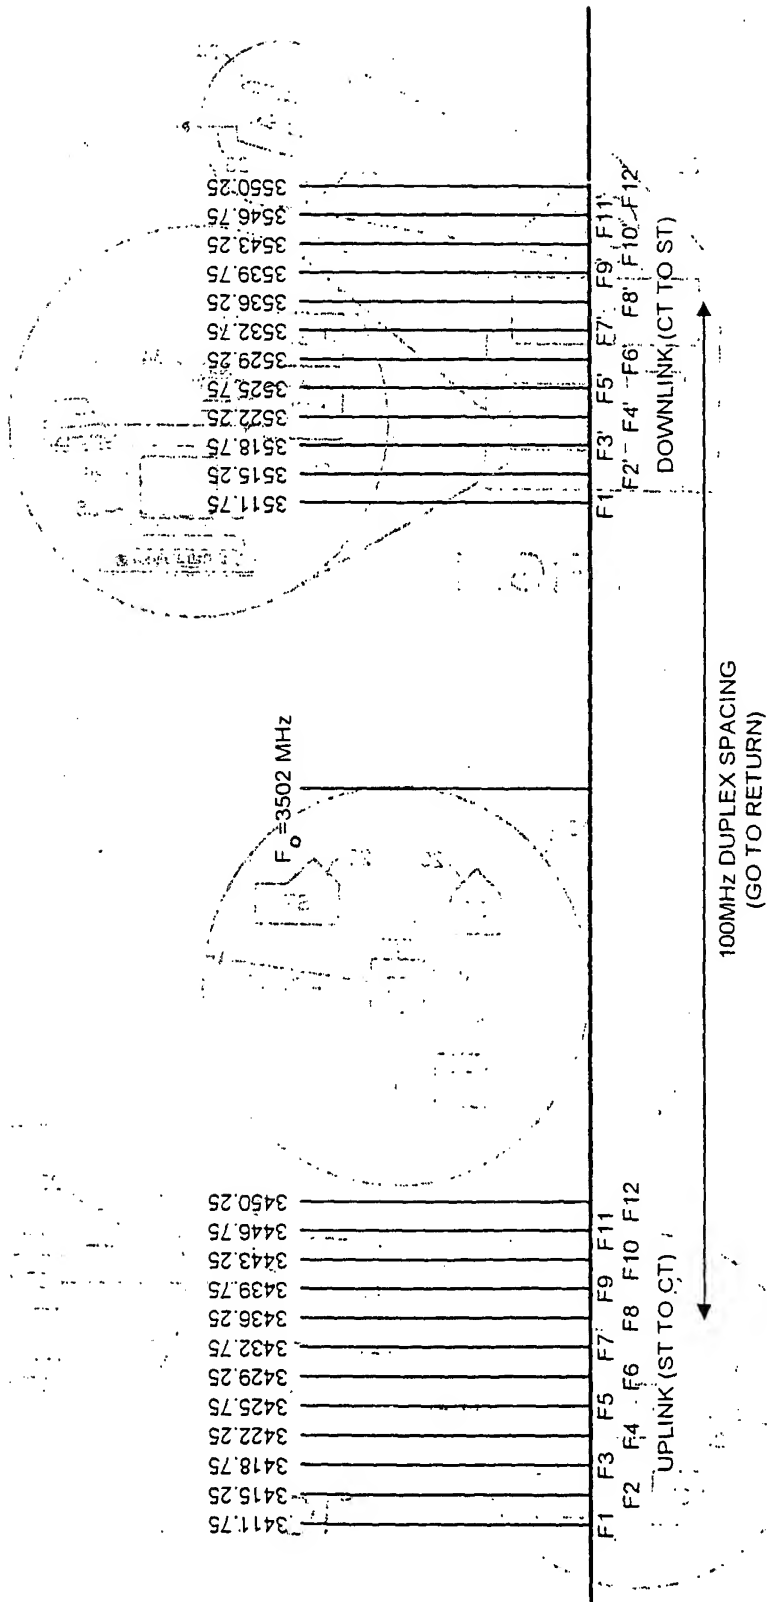 3411.75
3415.25
3418.75
3422.25
3425.75
3429.25
3432.75
3436.25
3439.75
3443.25
3446.75
3450.25
F1
F2
F3
F4
F5
F6
F7
F8
F9
F10
F11
F12
UPLINK (ST TO CT)
Fo =3502 MHz
3511.75
3515.25
3518.75
3522.25
3525.75
3529.25
3532.75
3536.25
3539.75
3543.25
3546.75
3550.25
F1'
F2'
F3'
F4'
F5'
F6'
F7'
F8'
F9'
F10'
F11'
F12'
DOWNLINK (CT TO ST)
100MHz DUPLEX SPACING
(GO TO RETURN)